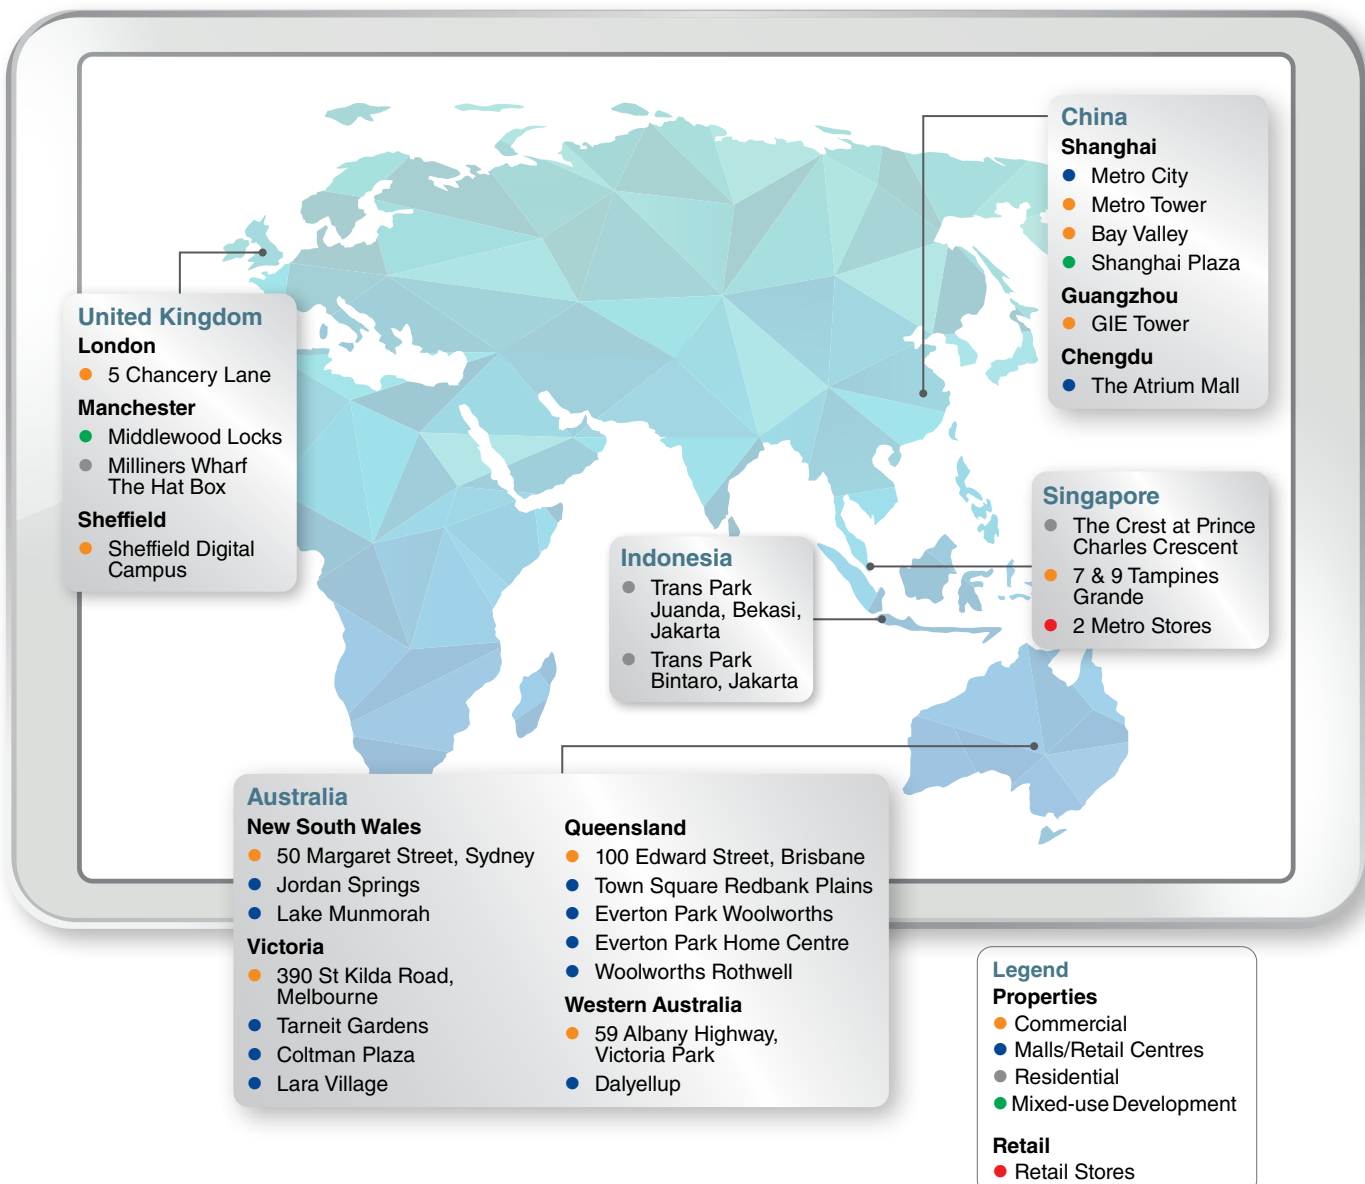 China
Shanghai
Metro City
Metro Tower
Bay Valley
Shanghai Plaza
Guangzhou
GIE Tower
Chengdu
The Atrium Mall
United Kingdom
London
5 Chancery Lane
Manchester
Middlewood Locks
Milliners Wharf
The Hat Box
Sheffield
Sheffield Digital
Campus
Singapore
The Crest at Prince
Charles Crescent
7 & 9 Tampines
Grande
2 Metro Stores
Indonesia
Trans Park
Juanda, Bekasi,
Jakarta
Trans Park
Bintaro, Jakarta
Australia
New South Wales
50 Margaret Street, Sydney
Jordan Springs
Lake Munmorah
Victoria
390 St Kilda Road,
Melbourne
Tarneit Gardens
Coltman Plaza
Lara Village
Queensland
100 Edward Street, Brisbane
Town Square Redbank Plains
Everton Park Woolworths
Everton Park Home Centre
Woolworths Rothwell
Western Australia
59 Albany Highway,
Victoria Park
Dalyellup
Legend
Properties
Commercial
Malls/Retail Centres
Residential
Mixed-use Development
Retail
Retail Stores